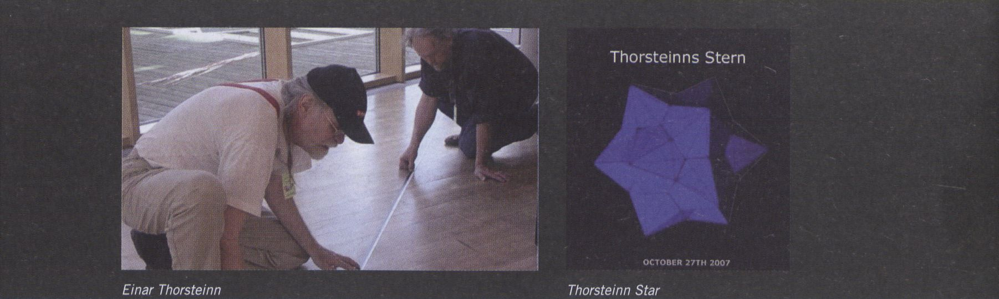 Thorsteinns Stern
OCTOBER 27TH 2007
Einar Thorsteinn
Thorsteinn Star